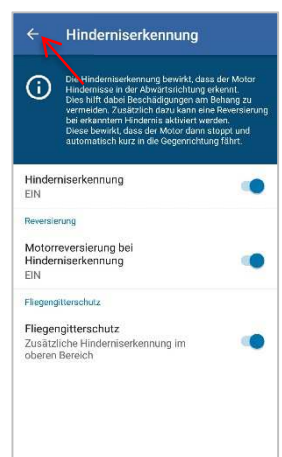 Hinderniserkennung
Die Hinderniserkennung bewirkt, dass der Motor
Hindernisse in der Abwärtsrichtung erkennt.
Dies hilft dabei Beschädigungen am Behang zu
vermeiden. Zusätzlich dazu kann eine Reversierung
bei erkanntem Hindernis aktiviert werden.
Diese bewirkt, dass der Motor dann stoppt und
automatisch kurz in die Gegenrichtung fährt.
Hinderniserkennung
EIN
Reversierung
Motorreversierung bei
Hinderniserkennung
EIN
Fliegengitterschutz
Fliegengitterschutz
Zusätzliche Hinderniserkennung im
oberen Bereich